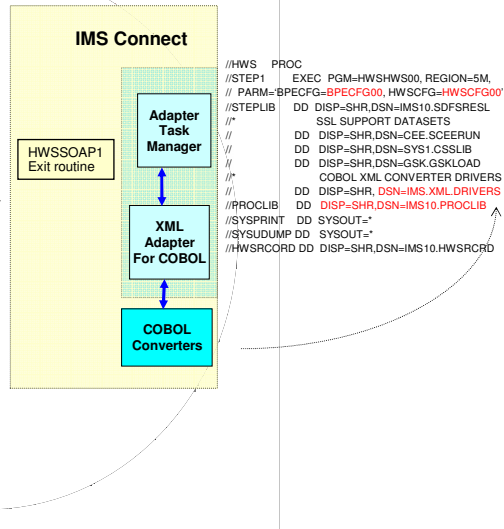 IMS Connect
HWSSOAP1
Exit routine
Adapter
Task
Manager
XML
Adapter
For COBOL
COBOL
Converters
//HWS PROC
//STEP1 EXEC PGM=HWSHWS00, REGION=5M,
// PARM='BPECFG=BPECFG00, HWSCFG=HWSCFG00'
//STEPLIB DD DISP=SHR,DSN=IMS10.SDFSRESL
//* SSL SUPPORT DATASETS
// DD DISP=SHR,DSN=CEE.SCEERUN
// DD DISP=SHR,DSN=SYS1.CSSLIB
// DD DISP=SHR,DSN=GSK.GSKLOAD
//* COBOL XML CONVERTER DRIVERS
// DD DISP=SHR, DSN=IMS.XML.DRIVERS
//PROCLIB DD DISP=SHR,DSN=IMS10.PROCLIB
//SYSPRINT DD SYSOUT=*
//SYSUDUMP DD SYSOUT=*
//HWSRCORD DD DISP=SHR,DSN=IMS10.HWSRCRD